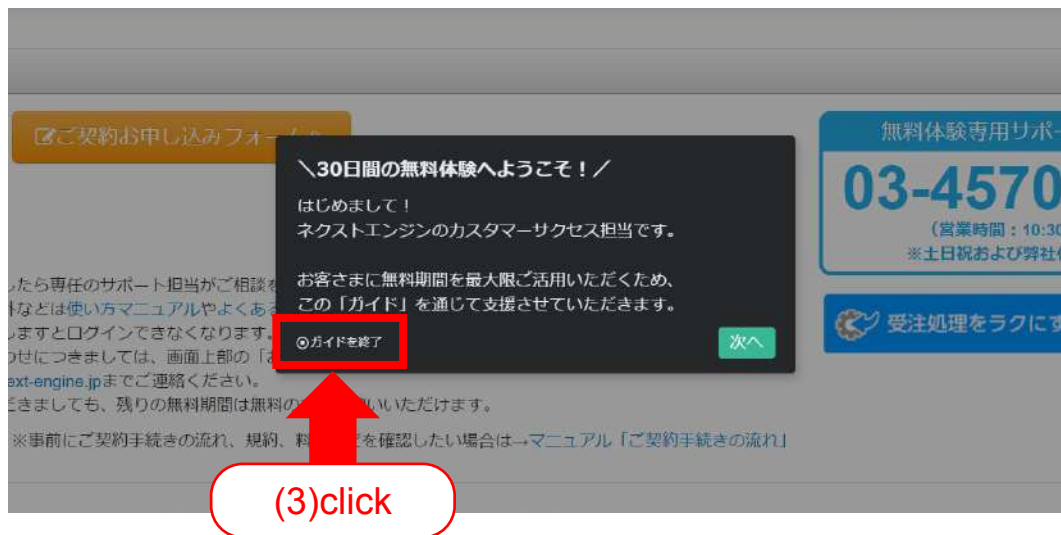 ご契約お申し込みフォーム
無料体験専用サポ
03-4570
(営業時間:10:30
※土日祝および弊社
＼30日間の無料体験へようこそ!／
はじめまして!
ネクストエンジンのカスタマーサクセス担当です。
お客さまに無料期間を最大限ご活用いただくため、
この「ガイド」を通じて支援させていただきます。
ガイドを終了
次へ
したら専任のサポート担当がご相談を
などは使い方マニュアルやよくある
しますとログインできなくなります。
わせにつきましては、画面上部の「お
ext-engine.jpまでご連絡ください。
だきましても、残りの無料期間は無料の いいただけます。
※事前にご契約手続きの流れ、規約、料 を確認したい場合は→マニュアル「ご契約手続きの流れ」
受注処理をラクにす
(3)click